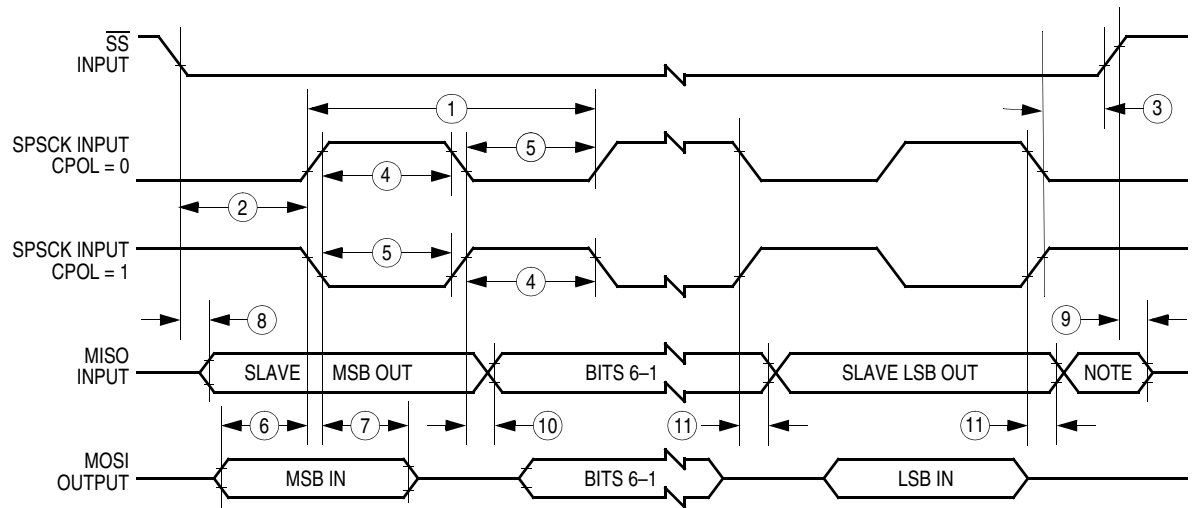 SS
INPUT
1
3
SPSCK INPUT
CPOL = 0
5
4
2
SPSCK INPUT
CPOL = 1
5
4
8
9
MISO
INPUT
SLAVE MSB OUT
BITS 6–1
SLAVE LSB OUT
NOTE
6
7
10
11
11
MOSI
OUTPUT
MSB IN
BITS 6–1
LSB IN